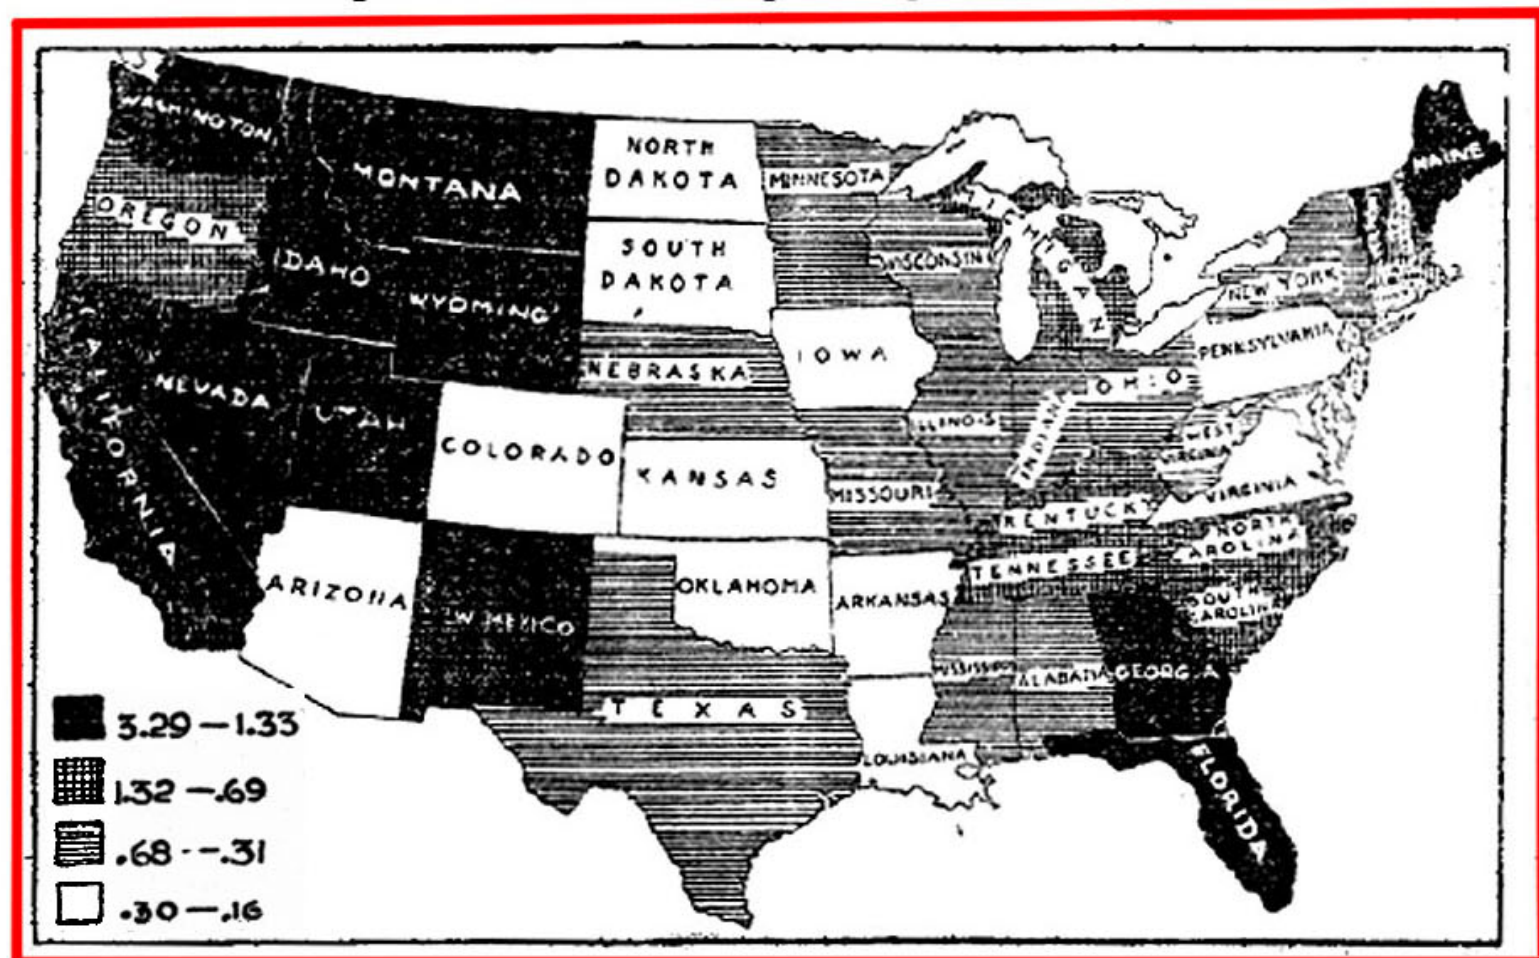 WASHINGTON
MONTANA
NORTH
DAKOTA
MINNESOTA
MAINE
OREGON
IDAHO
SOUTH
DAKOTA
WISCONSIN
MICHIGAN
NEW YORK
WYOMING
CALIFORNIA
NEVADA
UTAH
NEBRASKA
IOWA
PENNSYLVANIA
OHIO
INDIANA
ILLINOIS
COLORADO
KANSAS
MISSOURI
WEST
VIRGINIA
VIRGINIA
KENTUCKY
NORTH
CAROLINA
TENNESSEE
ARIZONA
W MEXICO
OKLAHOMA
ARKANSAS
SOUTH
CAROLINA
MISSISSIPPI
ALABAMA
GEORGIA
TEXAS
LOUISIANA
FLORIDA
3.29 — 1.33
1.32 — .69
.68 - - .31
.30 — .16